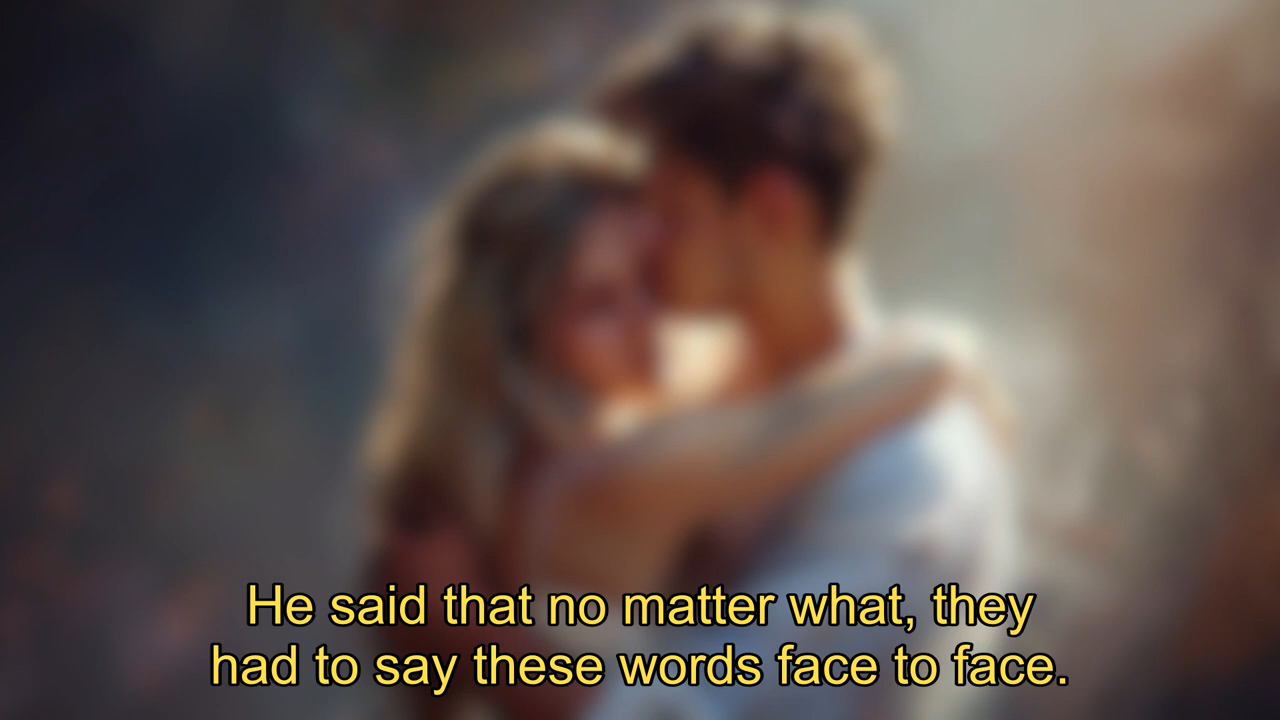 He said that no matter what, they
had to say these words face to face.